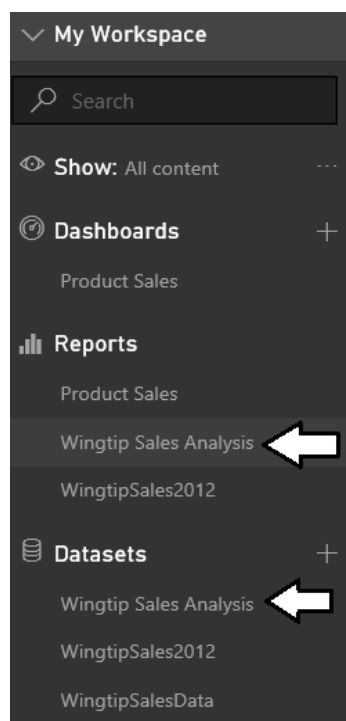 My Workspace
Search
Show: All content
Dashboards
Product Sales
Reports
Product Sales
Wingtip Sales Analysis
WingtipSales2012
Datasets
Wingtip Sales Analysis
WingtipSales2012
WingtipSalesData